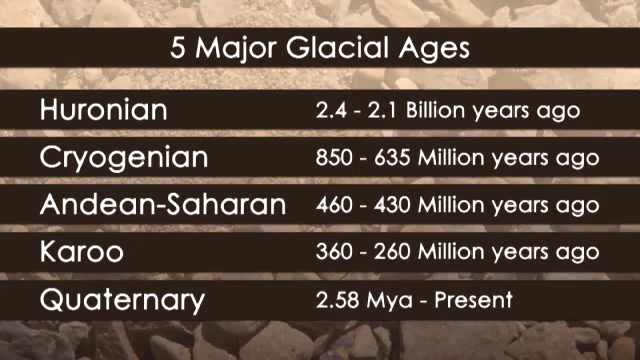 5 Major Glacial Ages
Huronian 2.4 - 2.1 Billion years ago
Cryogenian 850 - 635 Million years ago
Andean-Saharan 460 - 430 Million years ago
Karoo 360 - 260 Million years ago
Quaternary 2.58 Mya - Present